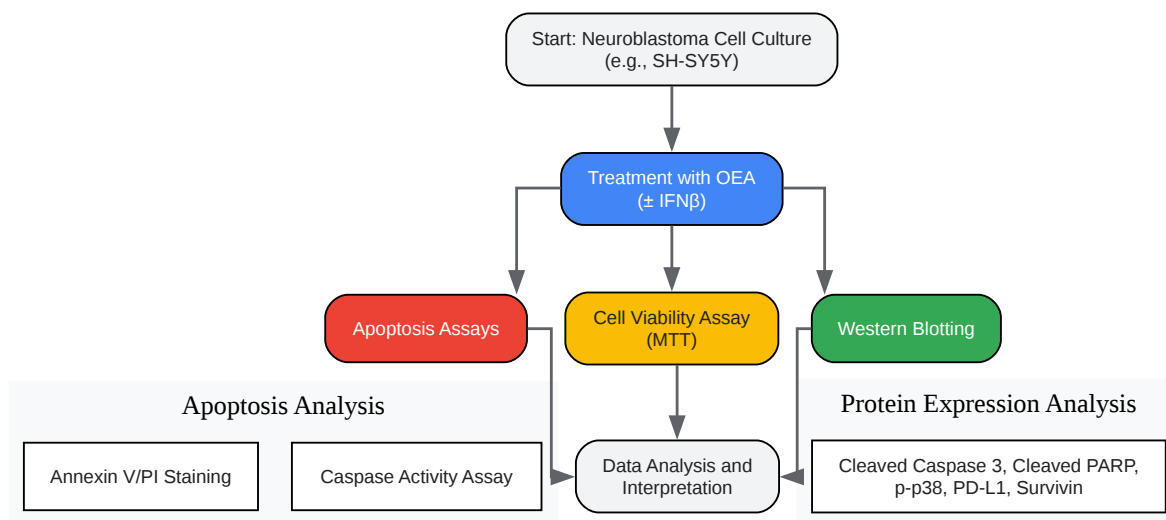 Start: Neuroblastoma Cell Culture
(e.g., SH-SY5Y)
Treatment with OEA
(± IFNβ)
Apoptosis Assays
Cell Viability Assay
(MTT)
Western Blotting
Apoptosis Analysis
Protein Expression Analysis
Annexin V/PI Staining
Caspase Activity Assay
Data Analysis and
Interpretation
Cleaved Caspase 3, Cleaved PARP,
p-p38, PD-L1, Survivin